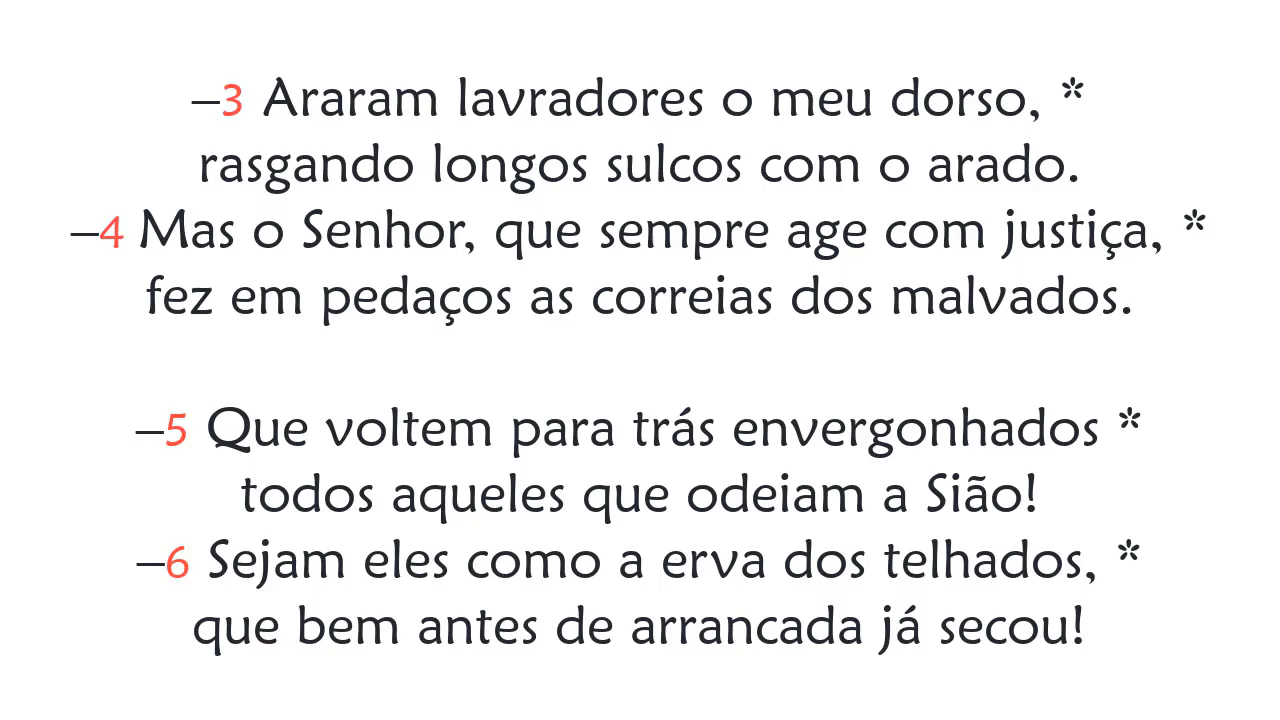 –3 Araram lavradores o meu dorso, *
rasgando longos sulcos com o arado.
–4 Mas o Senhor, que sempre age com justiça, *
fez em pedaços as correias dos malvados.
–5 Que voltem para trás envergonhados *
todos aqueles que odeiam a Sião!
–6 Sejam eles como a erva dos telhados, *
que bem antes de arrancada já secou!